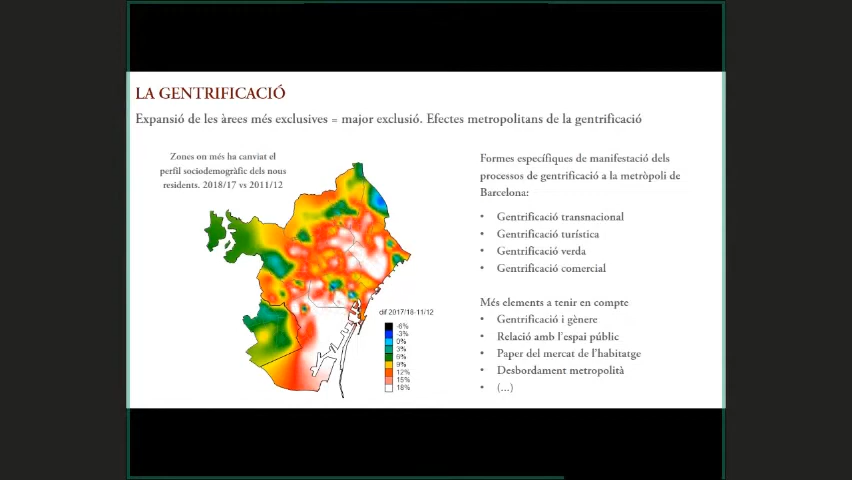 LA GENTRIFICACIÓ
Expansió de les àrees més exclusives = major exclusió. Efectes metropolitans de la gentrificació
Zones on més ha canviat el
perfil sociodemogràfic dels nous
residents. 2018/17 vs 2011/12
dif 2017/18-11/12
-6%
-3%
0%
3%
6%
9%
12%
15%
18%
Formes específiques de manifestació dels
processos de gentrificació a la metròpoli de
Barcelona:
• Gentrificació transnacional
• Gentrificació turística
• Gentrificació verda
• Gentrificació comercial
Més elements a tenir en compte
• Gentrificació i gènere
• Relació amb l'espai públic
• Paper del mercat de l'habitatge
• Desbordament metropolità
• (...)